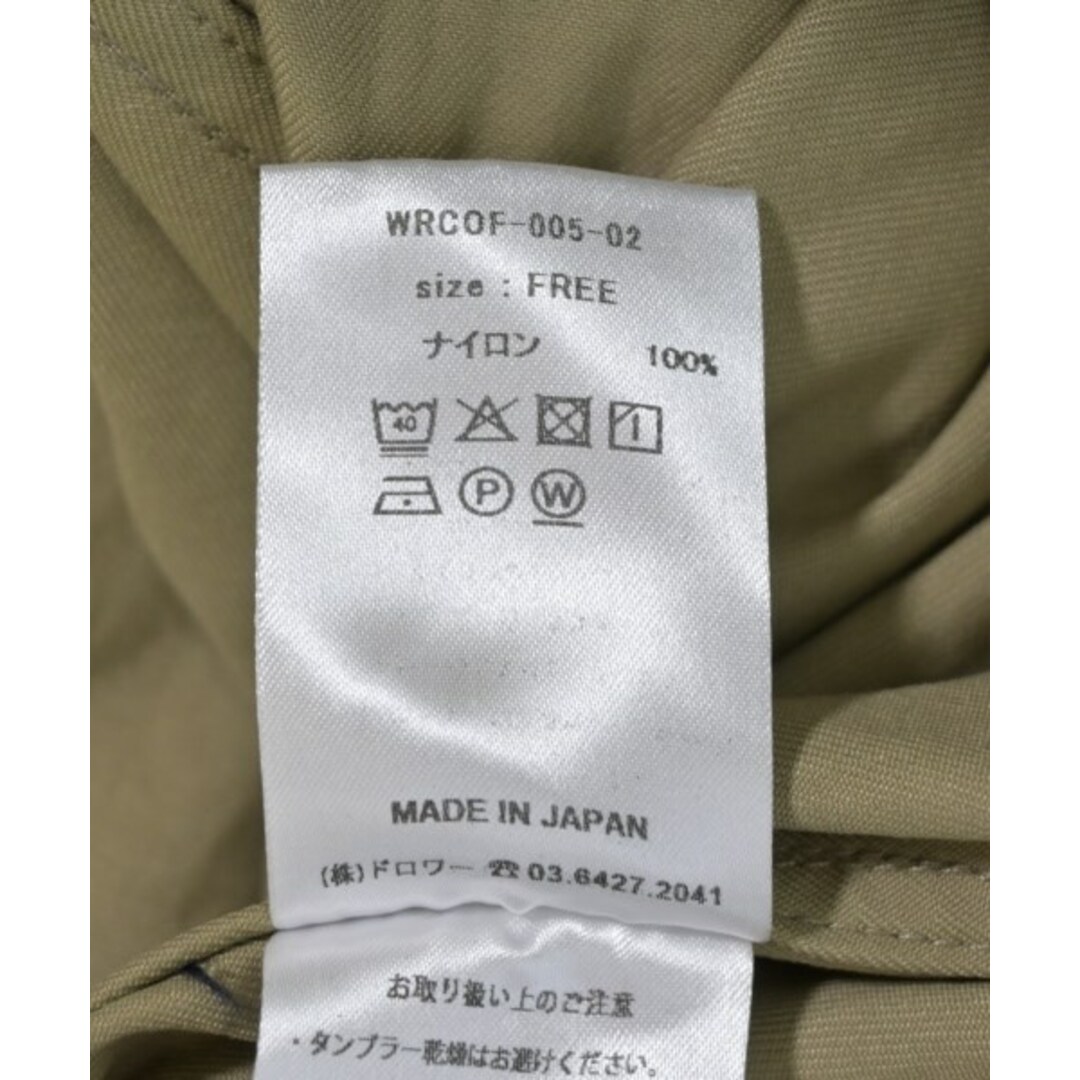 WRCOF-005-02
size : FREE
ナイロン 100%
40
P W
MADE IN JAPAN
(株)ドロワー ☎ 03.6427.2041
お取り扱い上のご注意
・タンブラー乾燥はお避けください。